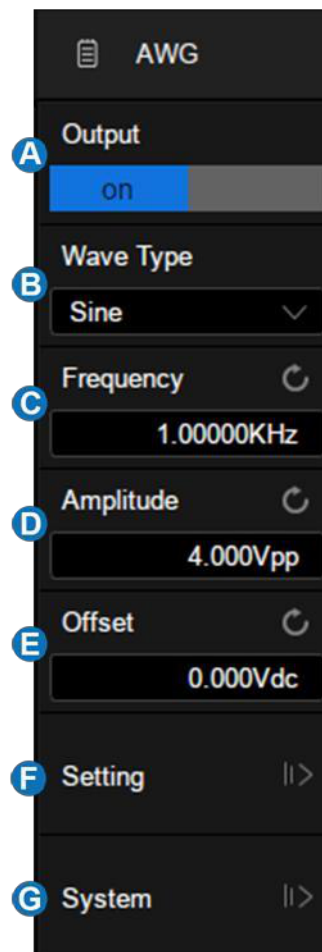 AWG
A
Output
on
B
Wave Type
Sine
C
Frequency
1.00000KHz
D
Amplitude
4.000Vpp
E
Offset
0.000Vdc
F
Setting
G
System